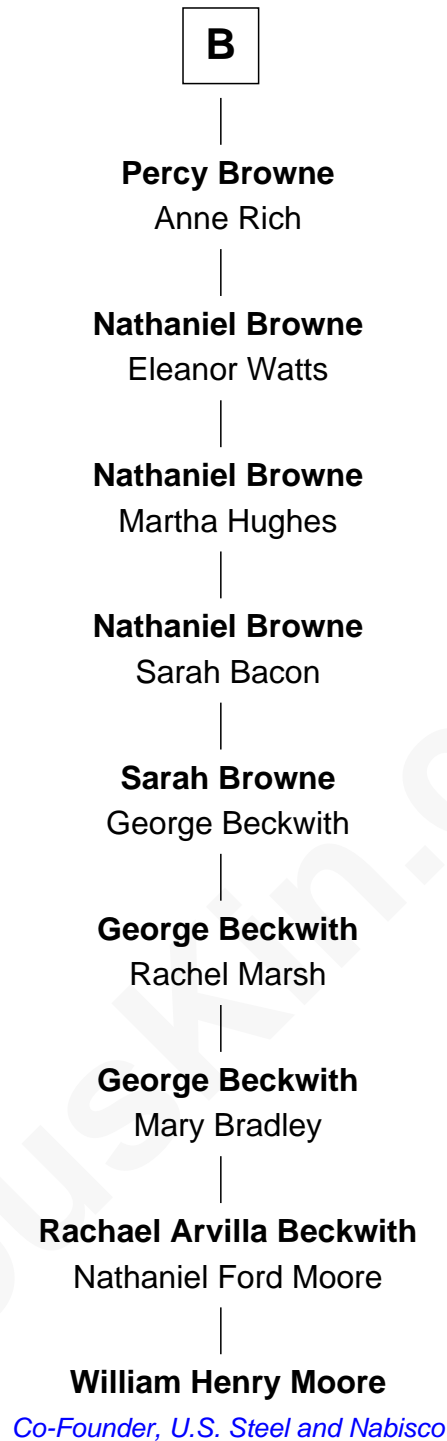 B
Percy Browne
Anne Rich
Nathaniel Browne
Eleanor Watts
Nathaniel Browne
Martha Hughes
Nathaniel Browne
Sarah Bacon
Sarah Browne
George Beckwith
George Beckwith
Rachel Marsh
George Beckwith
Mary Bradley
Rachael Arvilla Beckwith
Nathaniel Ford Moore
William Henry Moore
Co-Founder, U.S. Steel and Nabisco